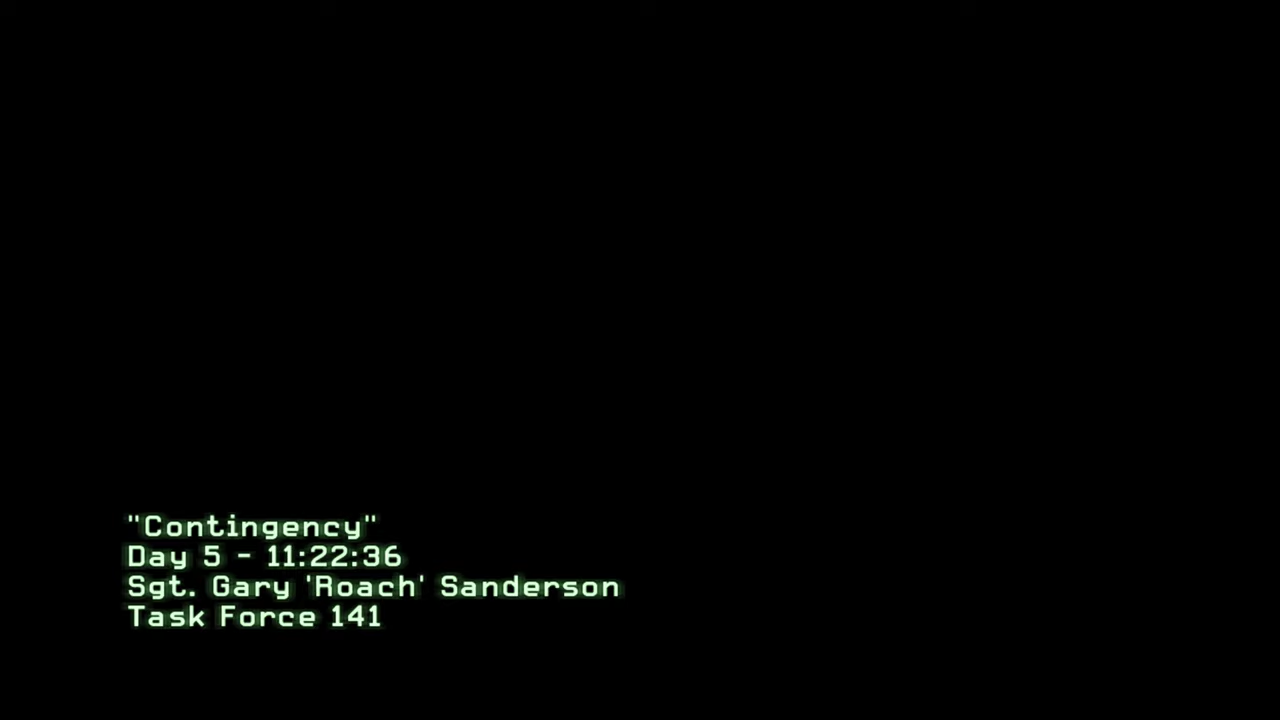 "Contingency"
Day 5 - 11:22:36
Sgt. Gary 'Roach' Sanderson
Task Force 141